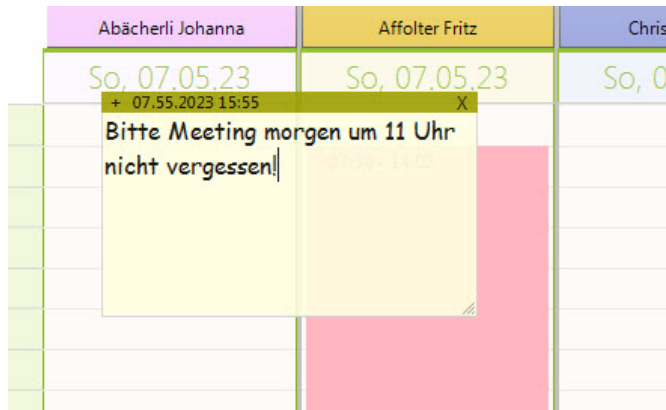 Abächerli Johanna
Affolter Fritz
Chris
So, 07.05.23
So, 07.05.23
So, 0
+ 07.55.2023 15:55 X
Bitte Meeting morgen um 11 Uhr
nicht vergessen!